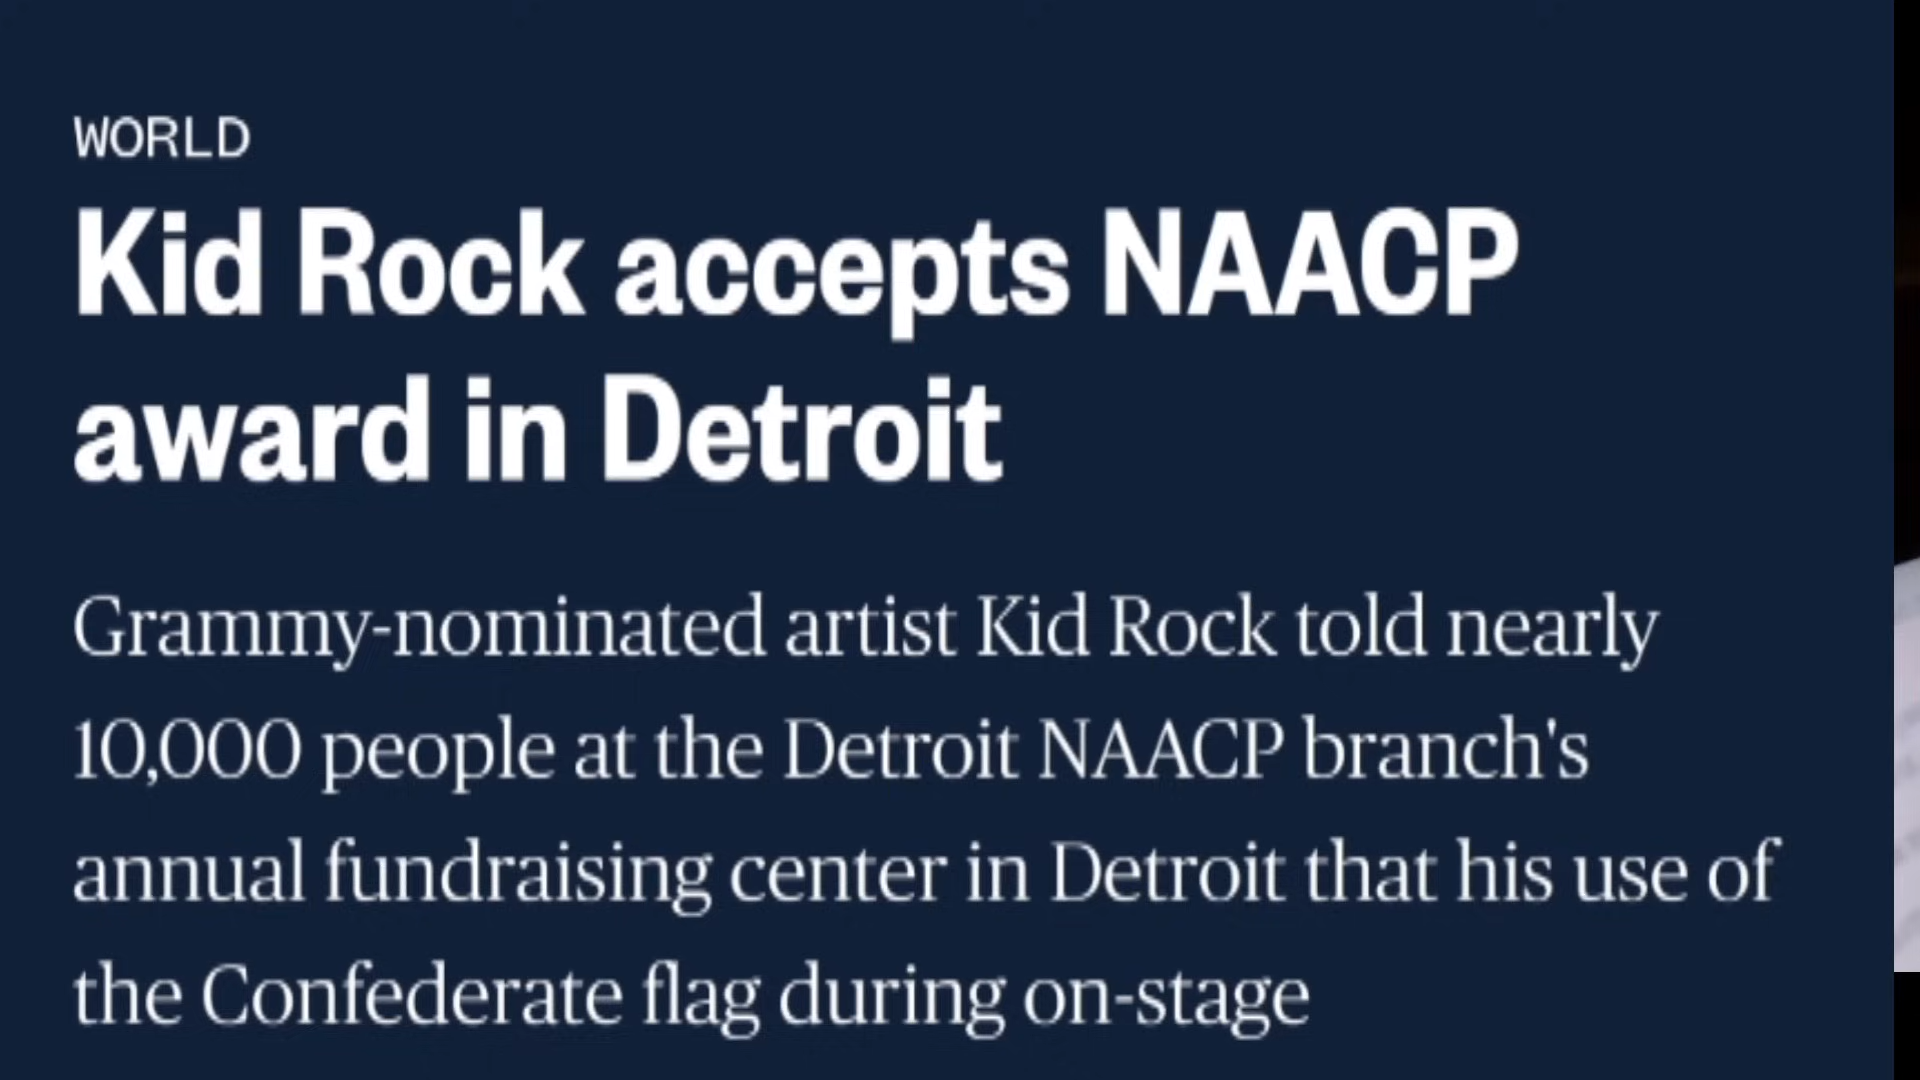 WORLD
Kid Rock accepts NAACP
award in Detroit
Grammy-nominated artist Kid Rock told nearly
10,000 people at the Detroit NAACP branch's
annual fundraising center in Detroit that his use of
the Confederate flag during on-stage